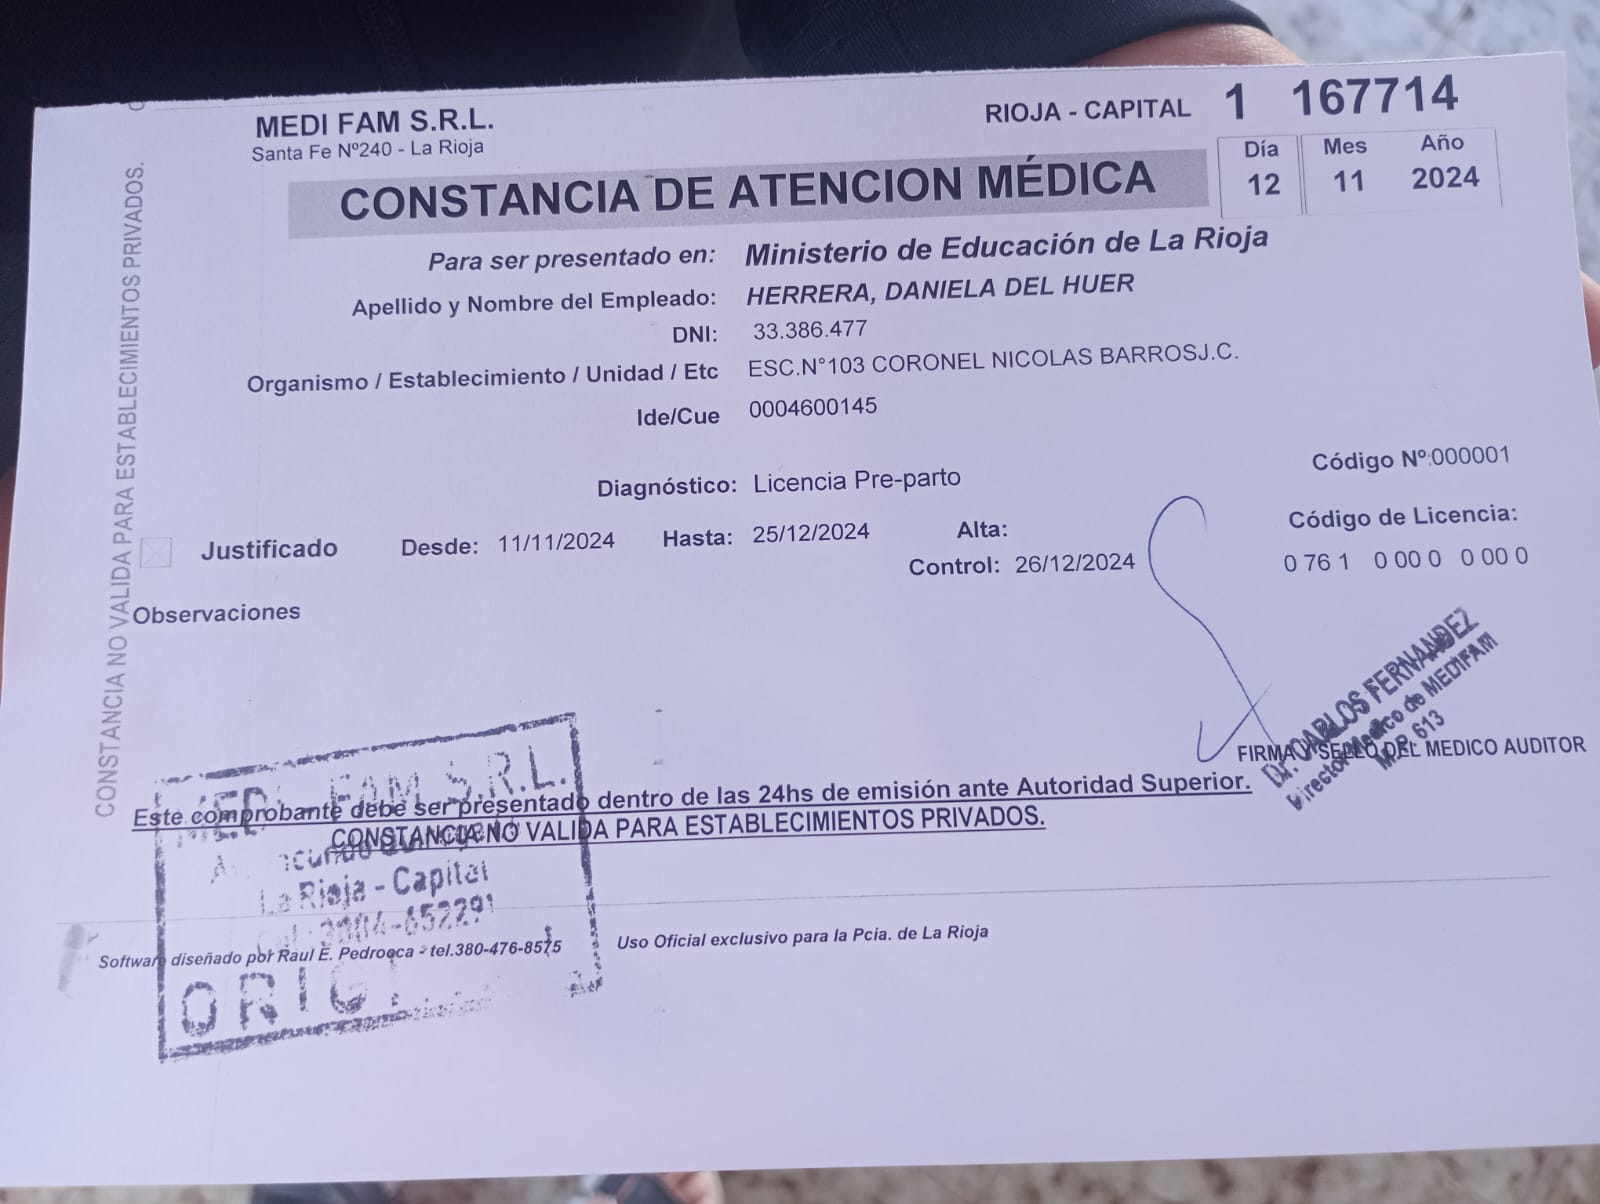 MEDI FAM S.R.L.
Santa Fe Nº240 - La Rioja
RIOJA - CAPITAL 1 167714
Día Mes Año
12 11 2024
CONSTANCIA DE ATENCION MÉDICA
Para ser presentado en: Ministerio de Educación de La Rioja
Apellido y Nombre del Empleado: HERRERA, DANIELA DEL HUER
DNI: 33.386.477
Organismo / Establecimiento / Unidad / Etc ESC.N°103 CORONEL NICOLAS BARROSJ.C.
Ide/Cue 0004600145
Código Nº:000001
Diagnóstico: Licencia Pre-parto
Código de Licencia:
0 76 1 0 00 0 0 00 0
Justificado Desde: 11/11/2024 Hasta: 25/12/2024 Alta:
Control: 26/12/2024
Observaciones
CONSTANCIA NO VALIDA PARA ESTABLECIMIENTOS PRIVADOS.
Dr. CARLOS FERNANDEZ
Director Medico de MEDIFAM
M.P. 613
FIRMA Y SELLO DEL MEDICO AUDITOR
Este comprobante debe ser presentado dentro de las 24hs de emisión ante Autoridad Superior.
CONSTANCIA NO VALIDA PARA ESTABLECIMIENTOS PRIVADOS.
MEDI FAM S.R.L.
La Rioja - Capital
Software diseñado por Raul E. Pedrooca - tel.380-476-8575
Uso Oficial exclusivo para la Pcia. de La Rioja